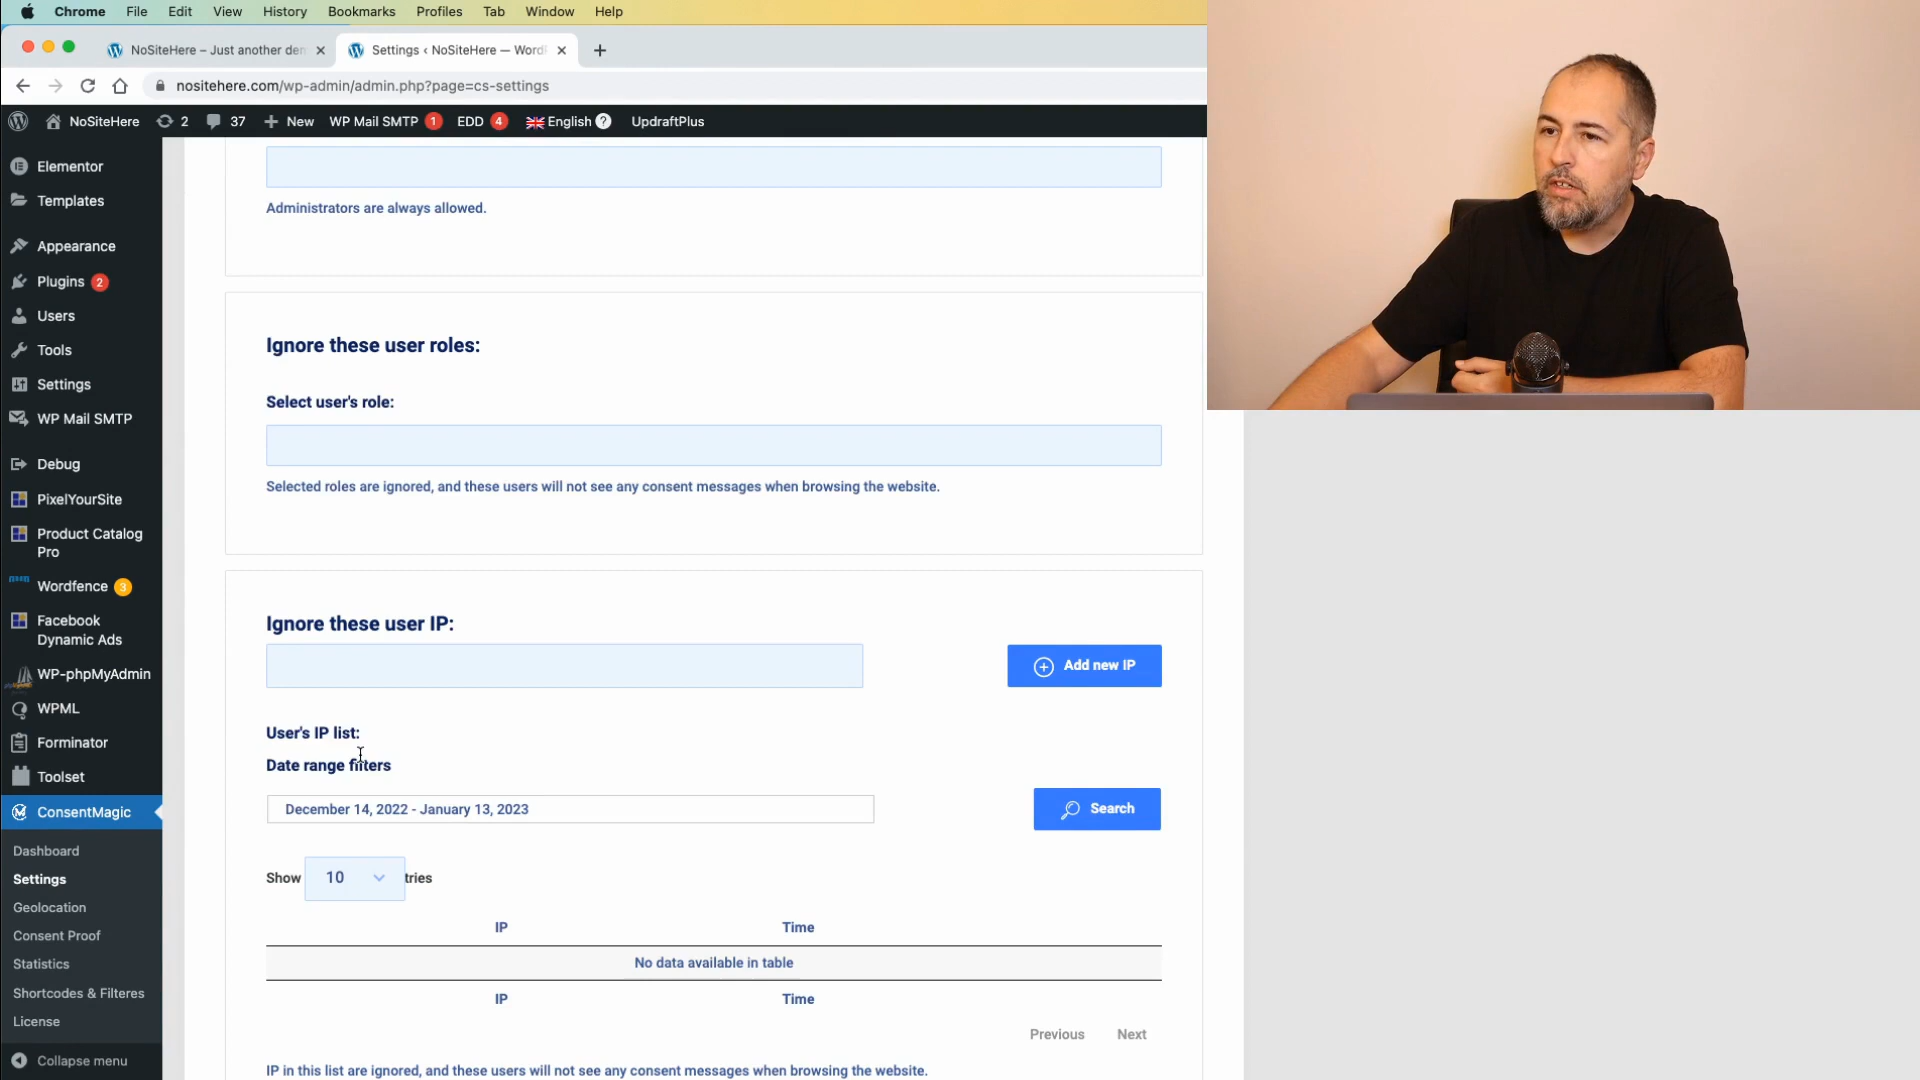 Chrome File Edit View History Bookmarks Profiles Tab Window Help
NoSiteHere – Just another den
Settings ‹ NoSiteHere — Word
nositehere.com/wp-admin/admin.php?page=cs-settings
NoSiteHere 2 37 New WP Mail SMTP 1 EDD 4 English ? UpdraftPlus
Elementor
Templates
Appearance
Plugins 2
Users
Tools
Settings
WP Mail SMTP
Debug
PixelYourSite
Product Catalog
Pro
Wordfence 3
Facebook
Dynamic Ads
WP-phpMyAdmin
WPML
Forminator
Toolset
ConsentMagic
Dashboard
Settings
Geolocation
Consent Proof
Statistics
Shortcodes & Filteres
License
Collapse menu
Administrators are always allowed.
Ignore these user roles:
Select user's role:
Selected roles are ignored, and these users will not see any consent messages when browsing the website.
Ignore these user IP:
Add new IP
User's IP list:
Date range filters
December 14, 2022 - January 13, 2023
Search
Show 10 tries
IP Time
No data available in table
IP Time
Previous Next
IP in this list are ignored, and these users will not see any consent messages when browsing the website.